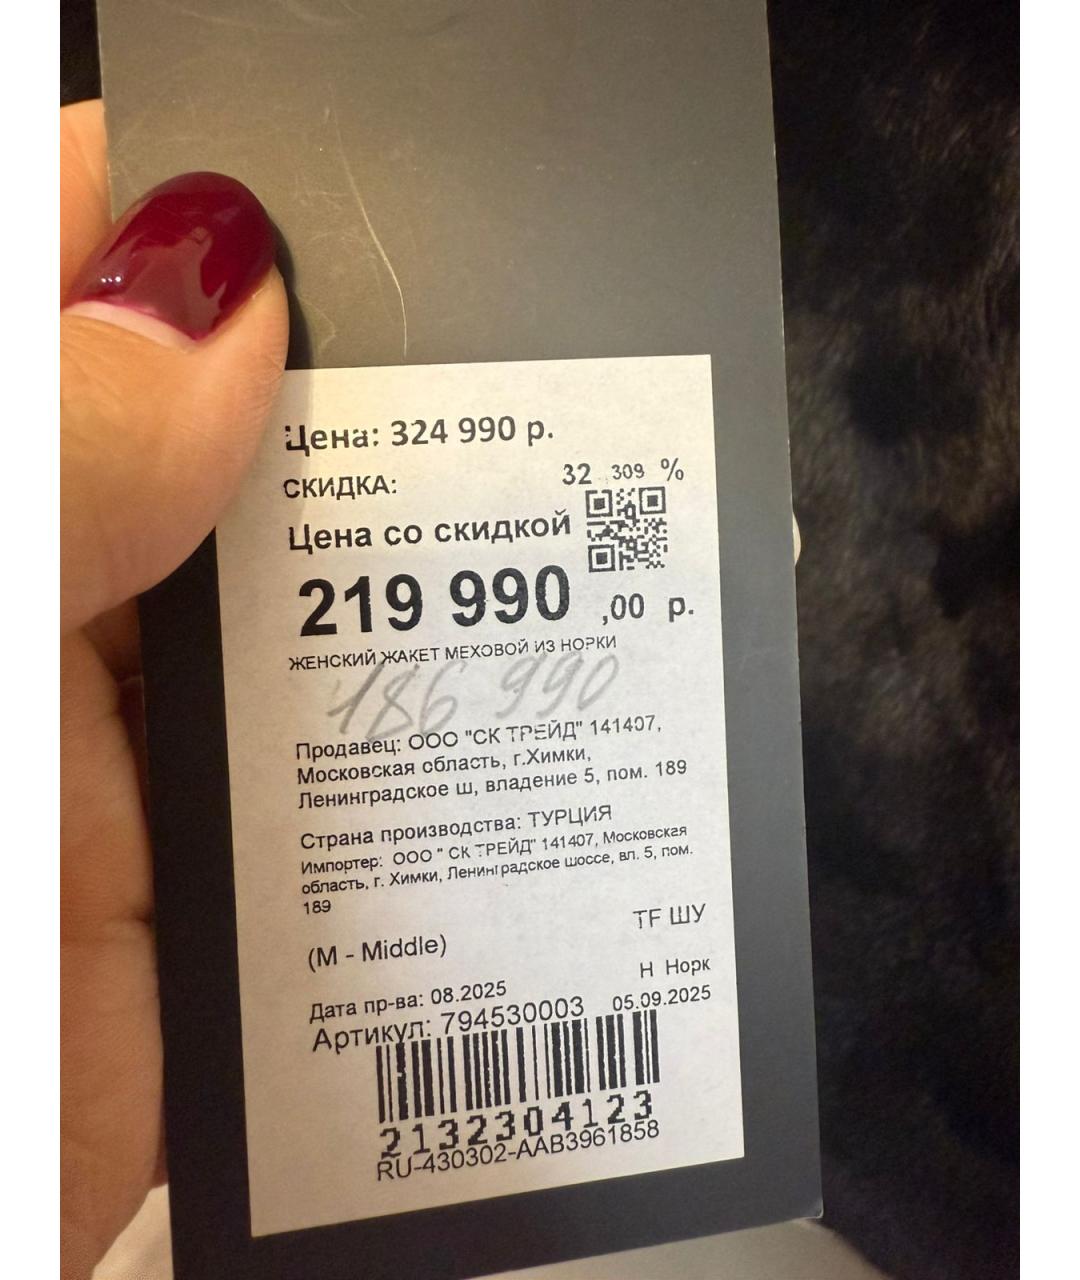 Цена: 324 990 р.
СКИДКА: 32 ,309 %
Цена со скидкой
219 990 ,00 р.
ЖЕНСКИЙ ЖАКЕТ МЕХОВОЙ ИЗ НОРКИ
186 990
Продавец: ООО "СК ТРЕЙД" 141407,
Московская область, г.Химки,
Ленинградское ш, владение 5, пом. 189
Страна производства: ТУРЦИЯ
Импортер: ООО " СК ТРЕЙД" 141407, Московская
область, г. Химки, Ленинградское шоссе, вл. 5, пом.
189
TF ШУ
(M - Middle)
Н Норк
Дата пр-ва: 08.2025
05.09.2025
Артикул: 794530003
2132304123
RU-430302-AAB3961858